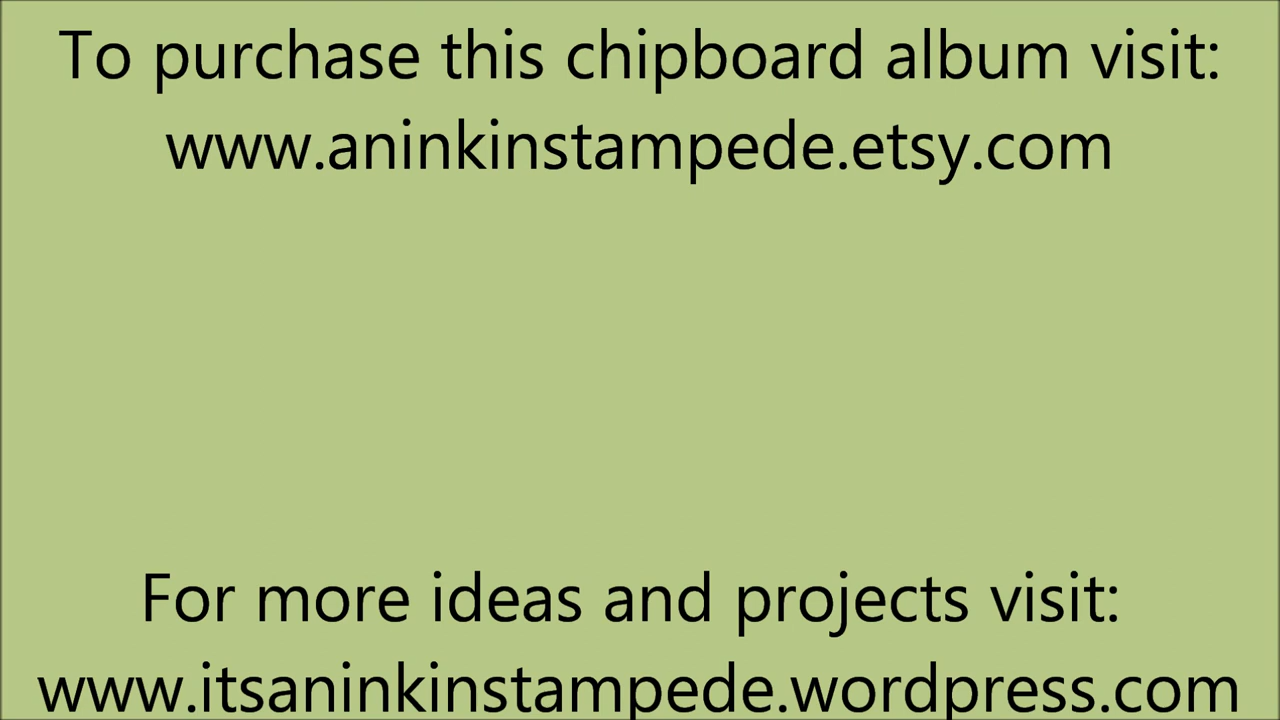 To purchase this chipboard album visit:
www.aninkinstampede.etsy.com
For more ideas and projects visit:
www.itsaninkinstampede.wordpress.com